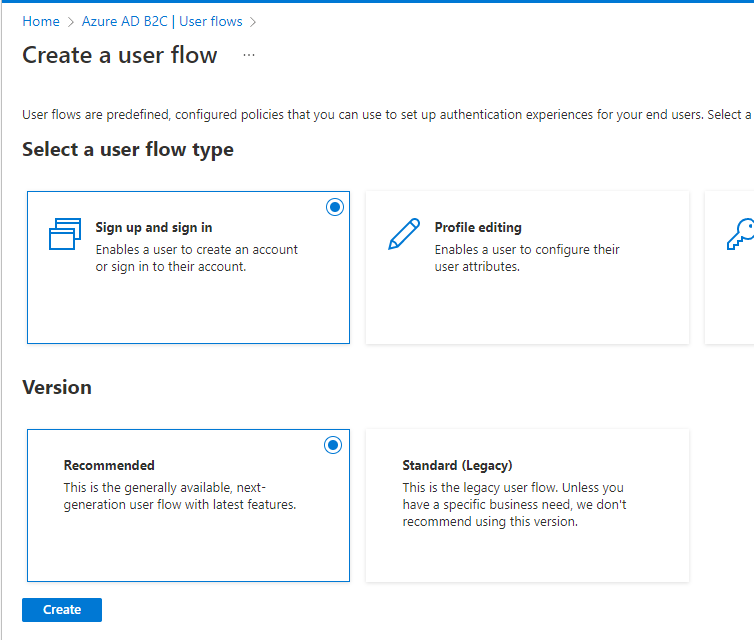 Home > Azure AD B2C | User flows >
Create a user flow ...
User flows are predefined, configured policies that you can use to set up authentication experiences for your end users. Select a
Select a user flow type
Sign up and sign in
Enables a user to create an account
or sign in to their account.
Profile editing
Enables a user to configure their
user attributes.
Version
Recommended
This is the generally available, next-
generation user flow with latest features.
Standard (Legacy)
This is the legacy user flow. Unless you
have a specific business need, we don't
recommend using this version.
Create